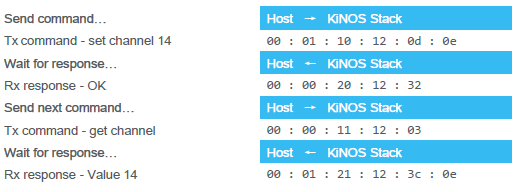 Send command… Host → KiNOS Stack
Tx command - set channel 14 00 : 01 : 10 : 12 : 0d : 0e
Wait for response… Host ← KiNOS Stack
Rx response - OK 00 : 00 : 20 : 12 : 32
Send next command… Host → KiNOS Stack
Tx command - get channel 00 : 00 : 11 : 12 : 03
Wait for response… Host ← KiNOS Stack
Rx response - Value 14 00 : 01 : 21 : 12 : 3c : 0e